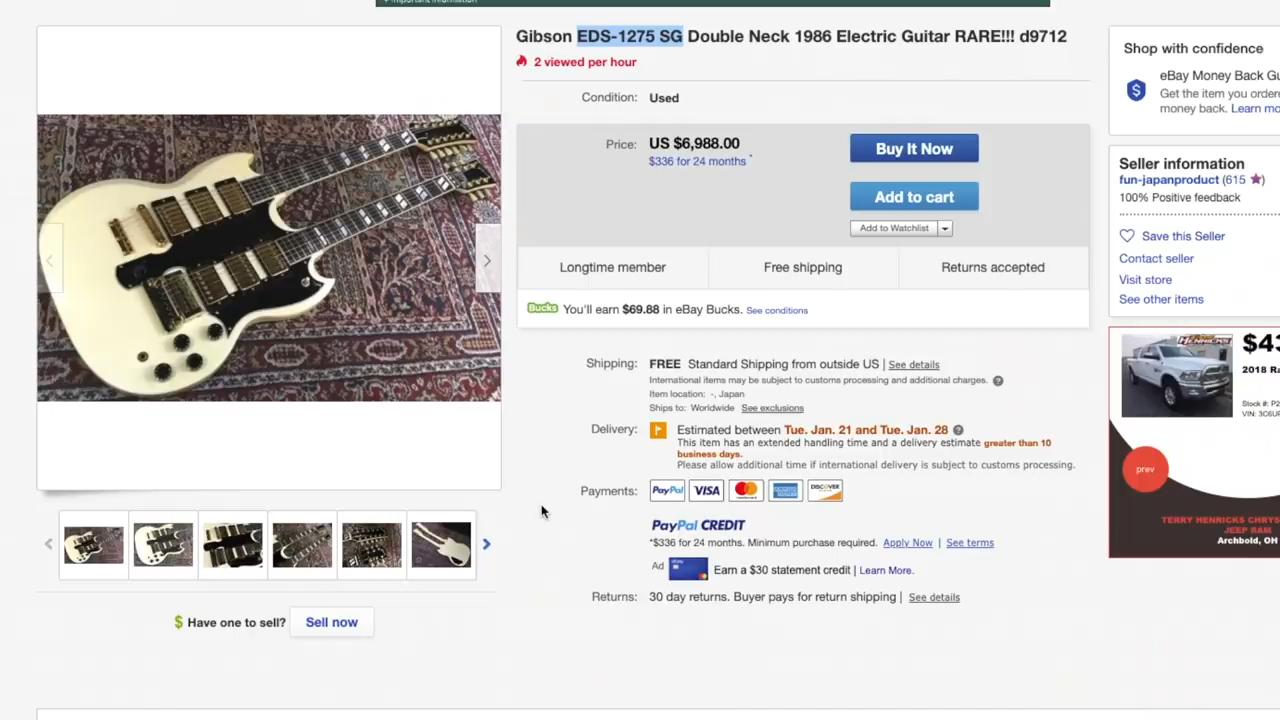 Gibson EDS-1275 SG Double Neck 1986 Electric Guitar RARE!!! d9712
2 viewed per hour
Condition: Used
Price: US $6,988.00
$336 for 24 months *
Buy It Now
Add to cart
Add to Watchlist
Longtime member
Free shipping
Returns accepted
Bucks You'll earn $69.88 in eBay Bucks. See conditions
Shipping: FREE Standard Shipping from outside US | See details
International items may be subject to customs processing and additional charges. ?
Item location: -, Japan
Ships to: Worldwide See exclusions
Delivery: Estimated between Tue. Jan. 21 and Tue. Jan. 28 ?
This item has an extended handling time and a delivery estimate greater than 10
business days.
Please allow additional time if international delivery is subject to customs processing.
Payments: PayPal VISA DISCOVER
PayPal CREDIT
*$336 for 24 months. Minimum purchase required. Apply Now | See terms
Ad Earn a $30 statement credit | Learn More.
Returns: 30 day returns. Buyer pays for return shipping | See details
$ Have one to sell? Sell now
Shop with confidence
$ eBay Money Back
Get the item you
money back. Learn
Seller information
fun-japanproduct (615 )
100% Positive feedback
Save this Seller
Contact seller
Visit store
See other items
HENRICKS
2018
Stock #:
VIN:
prev
TERRY HENRICKS
JEEP RAM
Archbold, OH